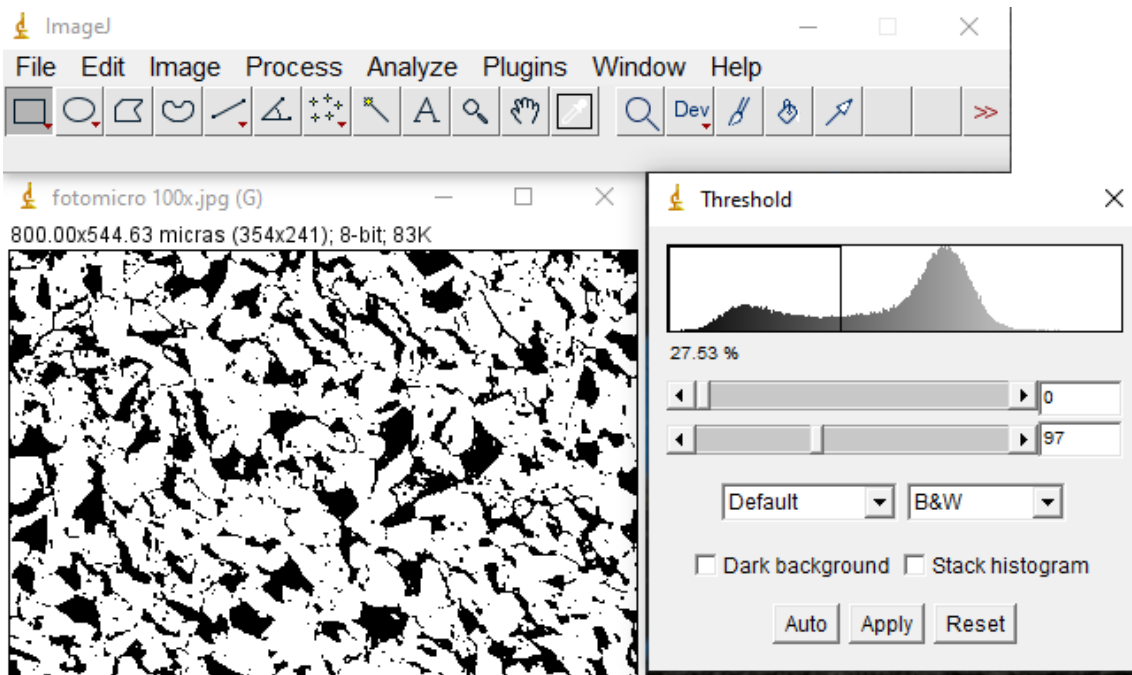 ImageJ
File Edit Image Process Analyze Plugins Window Help
A Dev >>
fotomicro 100x.jpg (G)
800.00x544.63 micras (354x241); 8-bit; 83K
Threshold
27.53 %
0
97
Default B&W
Dark background Stack histogram
Auto Apply Reset